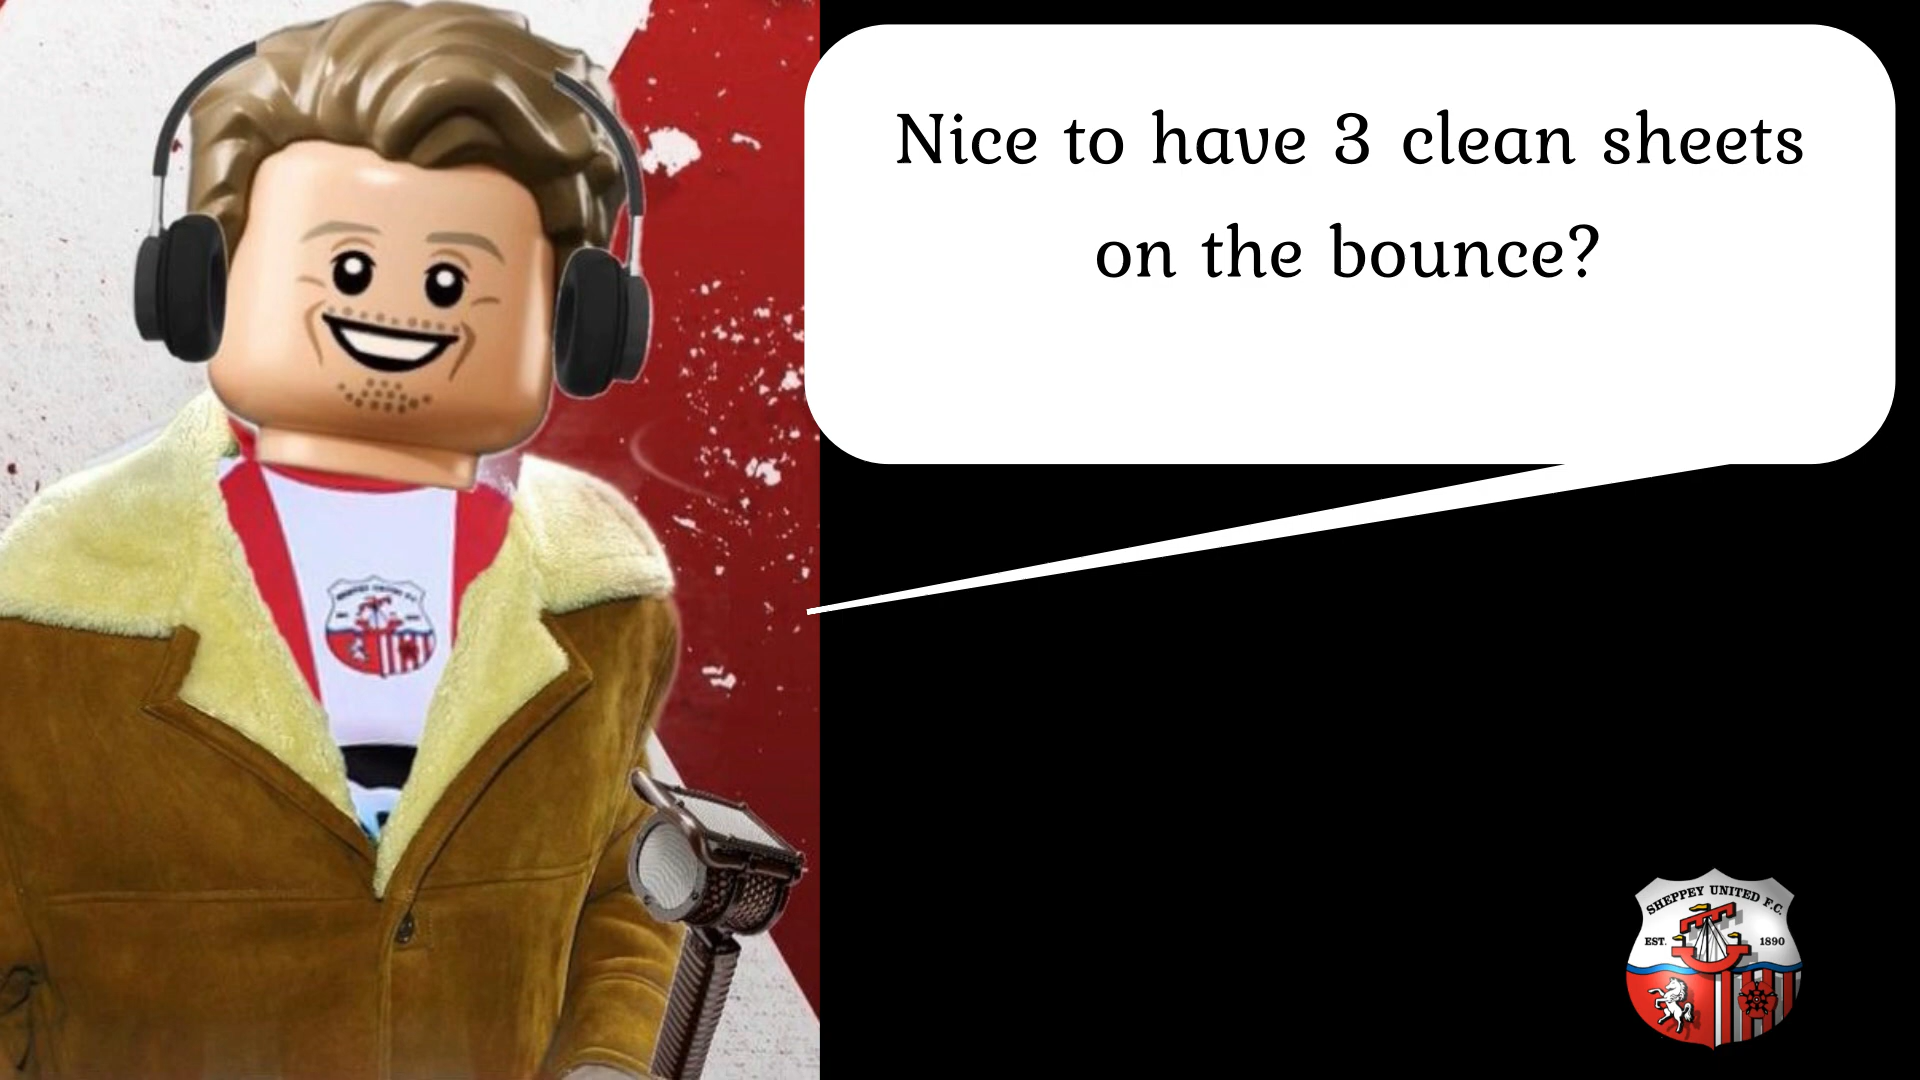 Nice to have 3 clean sheets
on the bounce?
SHEPPEY UNITED F.C.
EST. 1890